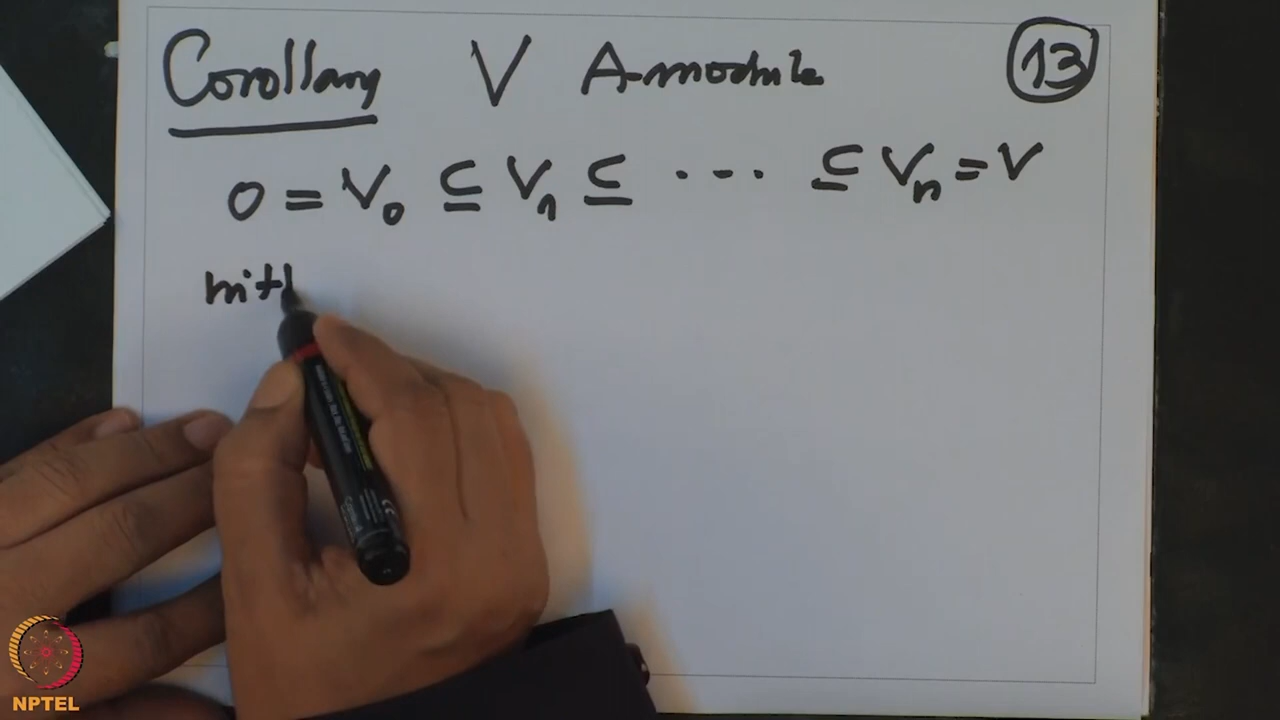 Corollary V A-module 13
0 = V₀ ⊆ V₁ ⊆ ... ⊆ Vₙ = V
with
NPTEL